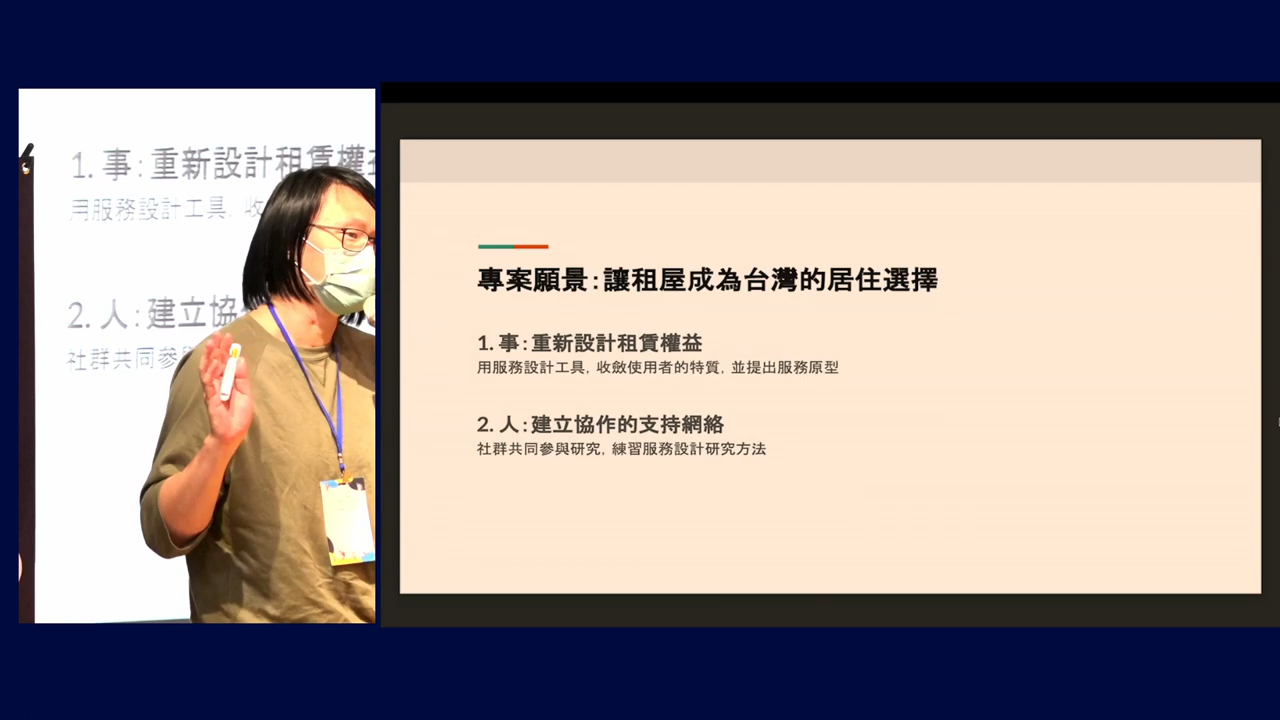 1. 事：重新設計租賃權益
用服務設計工具, 收
2. 人：建立協
社群共同參與
專案願景：讓租屋成為台灣的居住選擇
1. 事：重新設計租賃權益
用服務設計工具, 收斂使用者的特質, 並提出服務原型
2. 人：建立協作的支持網絡
社群共同參與研究, 練習服務設計研究方法